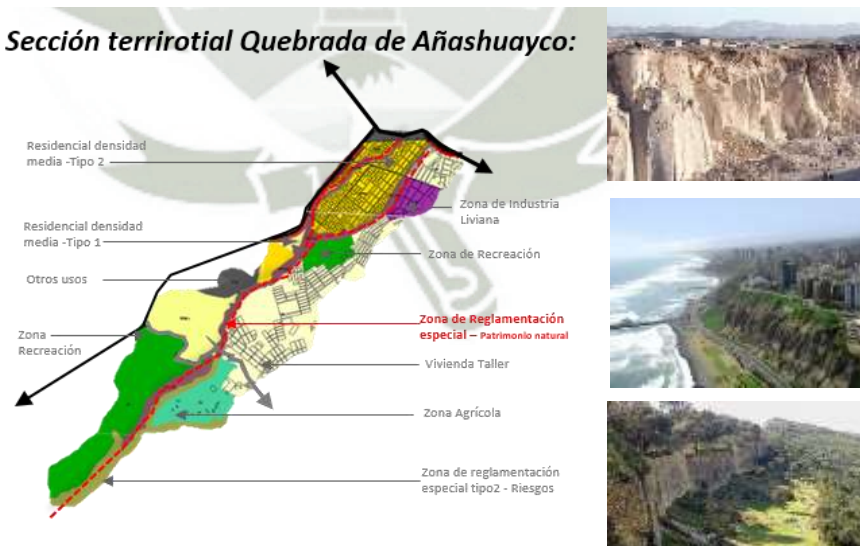 Sección terrirotial Quebrada de Añashuayco:
Residencial densidad
media -Tipo 2
Residencial densidad
media -Tipo 1
Otros usos
Zona
Recreación
Zona de Industria
Liviana
Zona de Recreación
Zona de Reglamentación
especial – Patrimonio natural
Vivienda Taller
Zona Agrícola
Zona de reglamentación
especial tipo2 - Riesgos